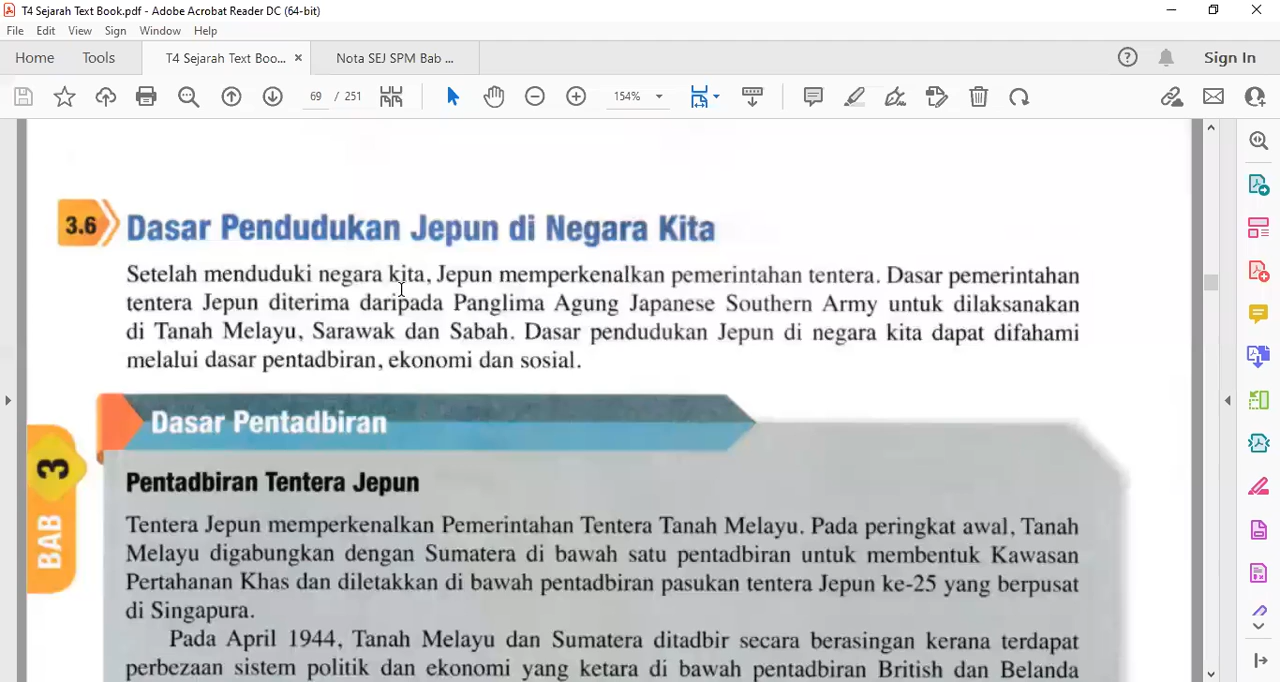 T4 Sejarah Text Book.pdf - Adobe Acrobat Reader DC (64-bit)
File Edit View Sign Window Help
Home Tools T4 Sejarah Text Boo... × Nota SEJ SPM Bab ... Sign In
69 / 251 154%
3.6 Dasar Pendudukan Jepun di Negara Kita
Setelah menduduki negara kita, Jepun memperkenalkan pemerintahan tentera. Dasar pemerintahan
tentera Jepun diterima daripada Panglima Agung Japanese Southern Army untuk dilaksanakan
di Tanah Melayu, Sarawak dan Sabah. Dasar pendudukan Jepun di negara kita dapat difahami
melalui dasar pentadbiran, ekonomi dan sosial.
Dasar Pentadbiran
BAB 3
Pentadbiran Tentera Jepun
Tentera Jepun memperkenalkan Pemerintahan Tentera Tanah Melayu. Pada peringkat awal, Tanah
Melayu digabungkan dengan Sumatera di bawah satu pentadbiran untuk membentuk Kawasan
Pertahanan Khas dan diletakkan di bawah pentadbiran pasukan tentera Jepun ke-25 yang berpusat
di Singapura.
Pada April 1944, Tanah Melayu dan Sumatera ditadbir secara berasingan kerana terdapat
perbezaan sistem politik dan ekonomi yang ketara di bawah pentadbiran British dan Belanda